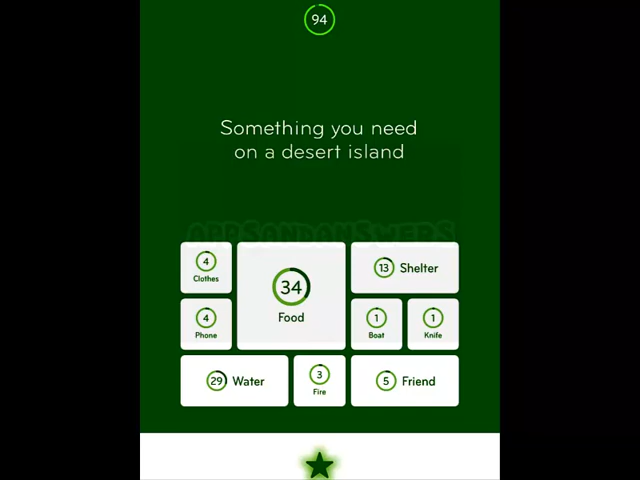 94
Something you need
on a desert island
APPSANDANSWERS
4
Clothes
34
Food
13 Shelter
4
Phone
1
Boat
1
Knife
29 Water
3
Fire
5 Friend